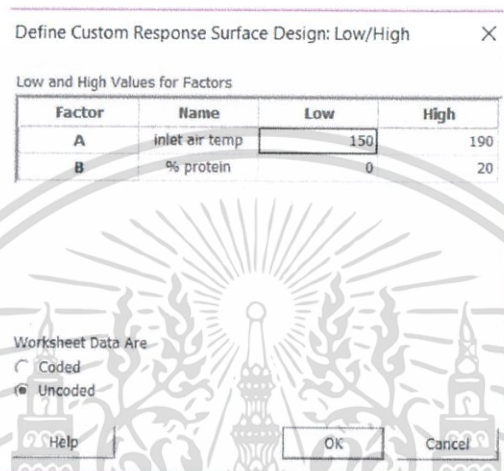 Define Custom Response Surface Design: Low/High
Low and High Values for Factors
Factor Name Low High
A inlet air temp 150 190
B % protein 0 20
Worksheet Data Are
Coded
Uncoded
Help OK Cancel